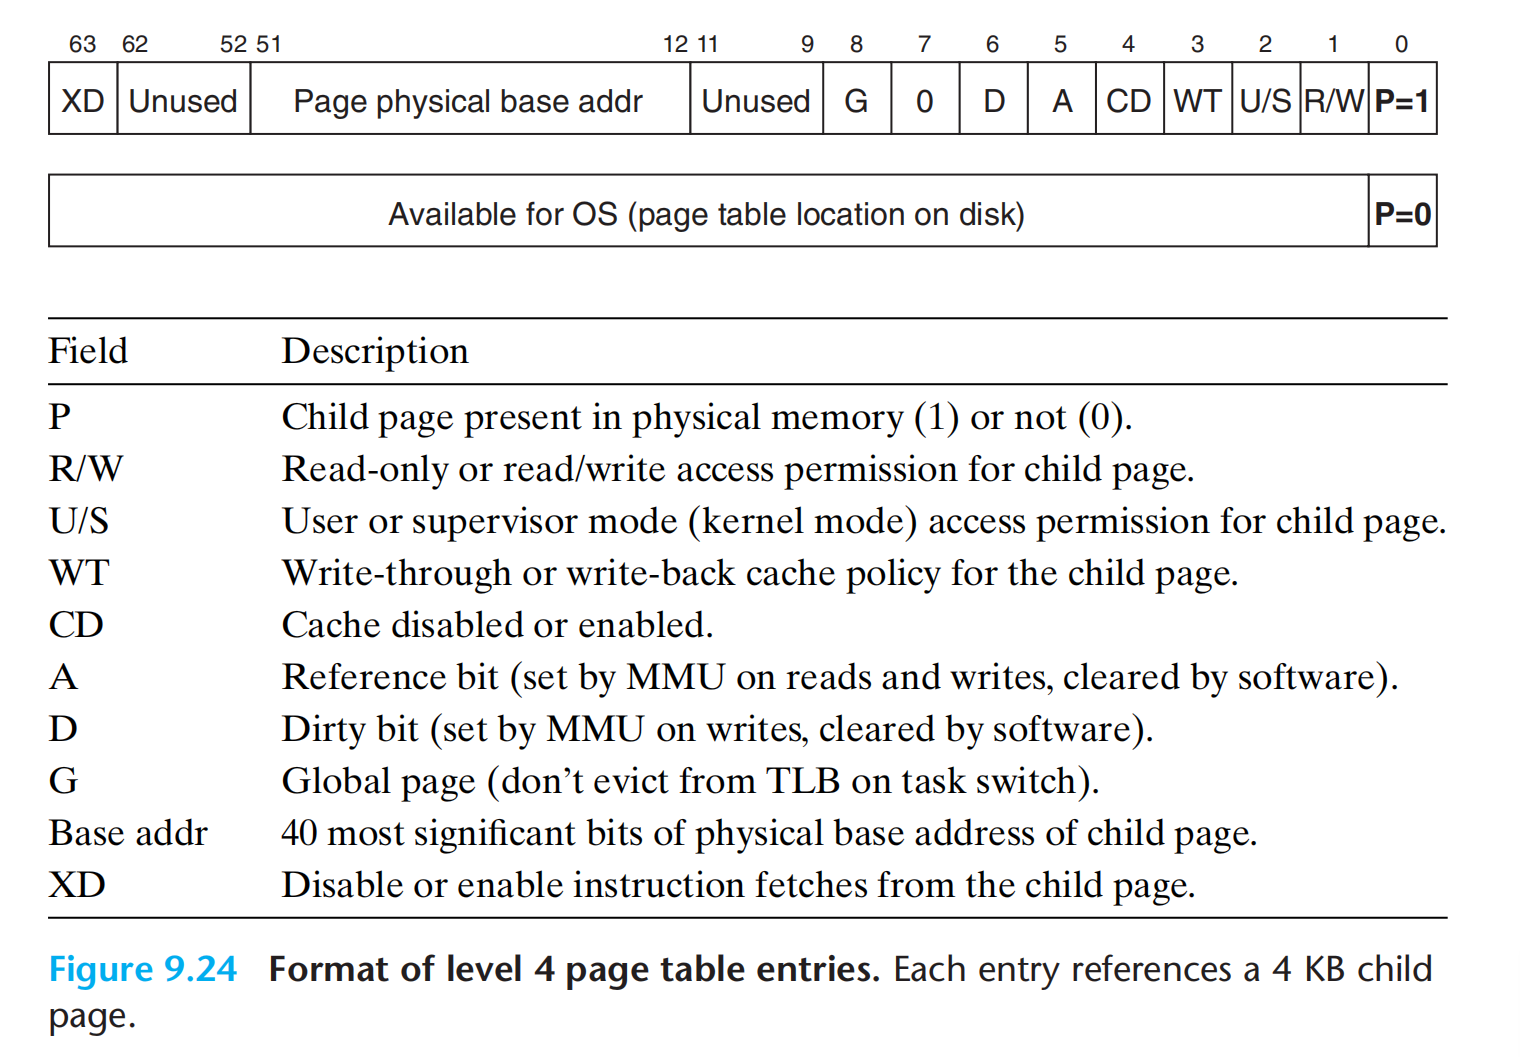 63 62 52 51 12 11 9 8 7 6 5 4 3 2 1 0
XD Unused Page physical base addr Unused G 0 D A CD WT U/S R/W P=1
Available for OS (page table location on disk) P=0
Field Description
P Child page present in physical memory (1) or not (0).
R/W Read-only or read/write access permission for child page.
U/S User or supervisor mode (kernel mode) access permission for child page.
WT Write-through or write-back cache policy for the child page.
CD Cache disabled or enabled.
A Reference bit (set by MMU on reads and writes, cleared by software).
D Dirty bit (set by MMU on writes, cleared by software).
G Global page (don’t evict from TLB on task switch).
Base addr 40 most significant bits of physical base address of child page.
XD Disable or enable instruction fetches from the child page.
Figure 9.24 Format of level 4 page table entries. Each entry references a 4 KB child
page.